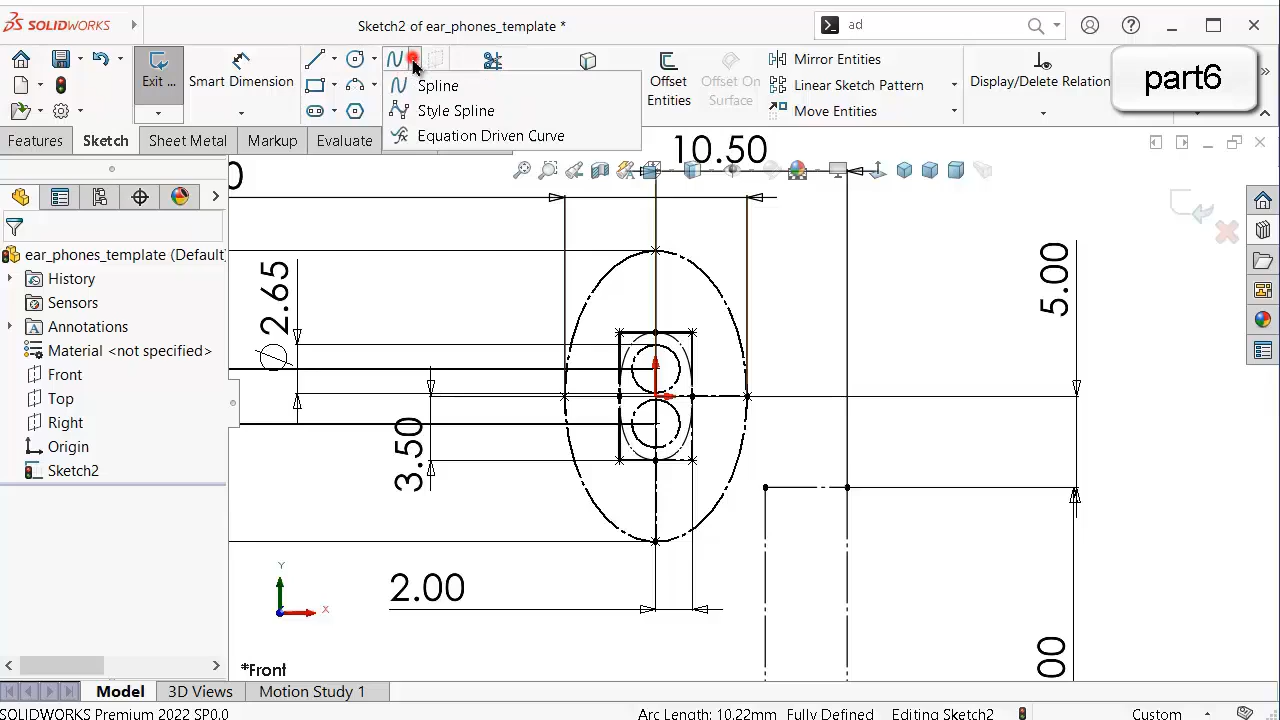 SOLIDWORKS
Sketch2 of ear_phones_template *
ad
Exit ...
Smart Dimension
Spline
Style Spline
Equation Driven Curve
Offset
Entities
Offset On
Surface
Mirror Entities
Linear Sketch Pattern
Move Entities
Display/Delete Relation
part6
Features
Sketch
Sheet Metal
Markup
Evaluate
10.50
0
ear_phones_template (Default)
History
Sensors
Annotations
Material <not specified>
Front
Top
Right
Origin
Sketch2
2.65
3.50
2.00
5.00
00
Y
X
*Front
Model
3D Views
Motion Study 1
SOLIDWORKS Premium 2022 SP0.0
Arc Length: 10.22mm
Fully Defined
Editing Sketch2
Custom